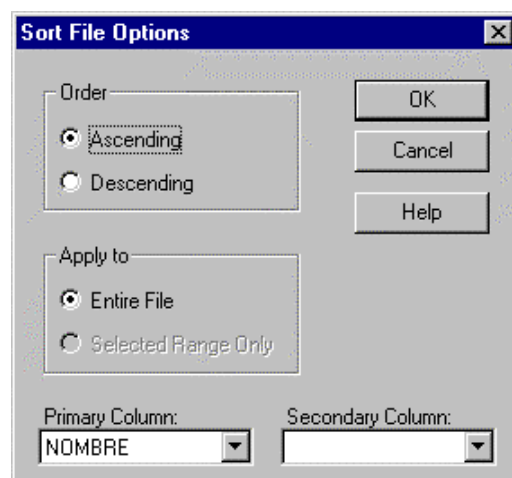 Sort File Options
Order
Ascending
Descending
OK
Cancel
Help
Apply to
Entire File
Selected Range Only
Primary Column:
NOMBRE
Secondary Column: